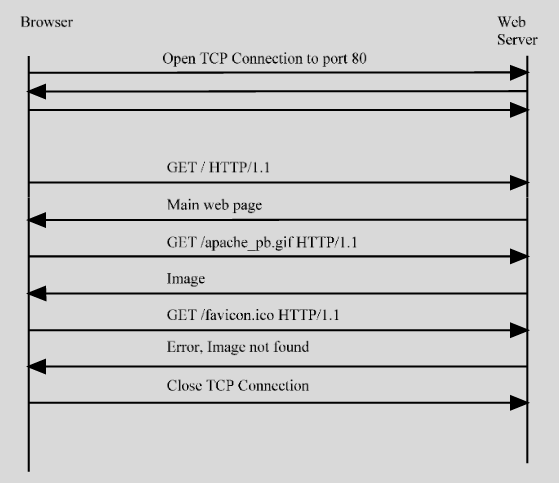 Browser
Web
Server
Open TCP Connection to port 80
GET / HTTP/1.1
Main web page
GET /apache_pb.gif HTTP/1.1
Image
GET /favicon.ico HTTP/1.1
Error, Image not found
Close TCP Connection